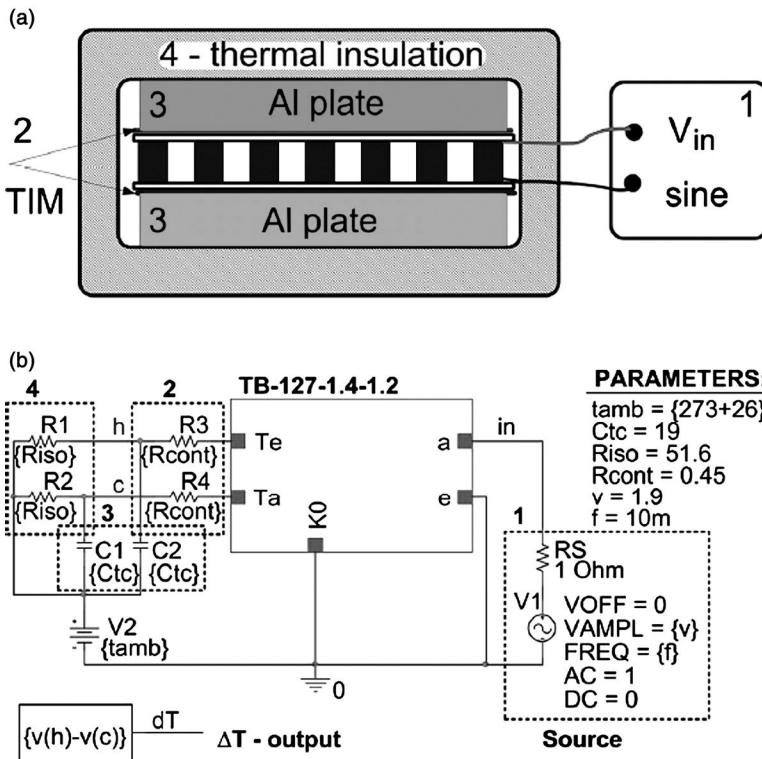 (a)
4 - thermal insulation
3
Al plate
2
TIM
3
Al plate
1
Vin
sine
(b)
4
2
TB-127-1.4-1.2
PARAMETERS:
R1
{Riso}
h
R3
{Rcont}
Te
a
in
tamb = {273+26}
Ctc = 19
Riso = 51.6
Rcont = 0.45
v = 1.9
f = 10m
R2
{Riso}
c
R4
{Rcont}
Ta
e
K0
3
C1
{Ctc}
C2
{Ctc}
1
RS
1 Ohm
V1
VOFF = 0
VAMPL = {v}
FREQ = {f}
AC = 1
DC = 0
+
-
V2
{tamb}
0
{v(h)-v(c)}
dT
ΔT - output
Source